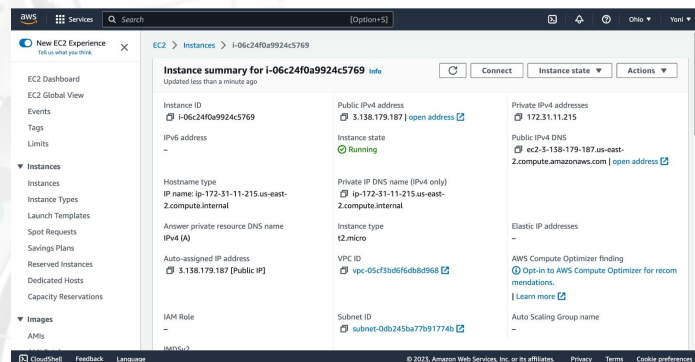 aws
Services
Search
[Option+S]
Ohio ▼
Yoni ▼
New EC2 Experience
Tell us what you think
EC2 Dashboard
EC2 Global View
Events
Tags
Limits
▼ Instances
Instances
Instance Types
Launch Templates
Spot Requests
Savings Plans
Reserved Instances
Dedicated Hosts
Capacity Reservations
▼ Images
AMIs
EC2 > Instances > i-06c24f0a9924c5769
Instance summary for i-06c24f0a9924c5769 Info
Updated less than a minute ago
Connect
Instance state ▼
Actions ▼
Instance ID
i-06c24f0a9924c5769
Public IPv4 address
3.138.179.187 | open address
Private IPv4 addresses
172.31.11.215
IPv6 address
–
Instance state
Running
Public IPv4 DNS
ec2-3-138-179-187.us-east-
2.compute.amazonaws.com | open address
Hostname type
IP name: ip-172-31-11-215.us-east-
2.compute.internal
Private IP DNS name (IPv4 only)
ip-172-31-11-215.us-east-
2.compute.internal
Answer private resource DNS name
IPv4 (A)
Instance type
t2.micro
Elastic IP addresses
–
Auto-assigned IP address
3.138.179.187 [Public IP]
VPC ID
vpc-05cf3bd6f6db8d968
AWS Compute Optimizer finding
Opt-in to AWS Compute Optimizer for recom
mendations.
| Learn more
IAM Role
–
Subnet ID
subnet-0db245ba77b91774b
Auto Scaling Group name
–
IMDSv2
CloudShell
Feedback
Language
© 2023, Amazon Web Services, Inc. or its affiliates.
Privacy
Terms
Cookie preferences